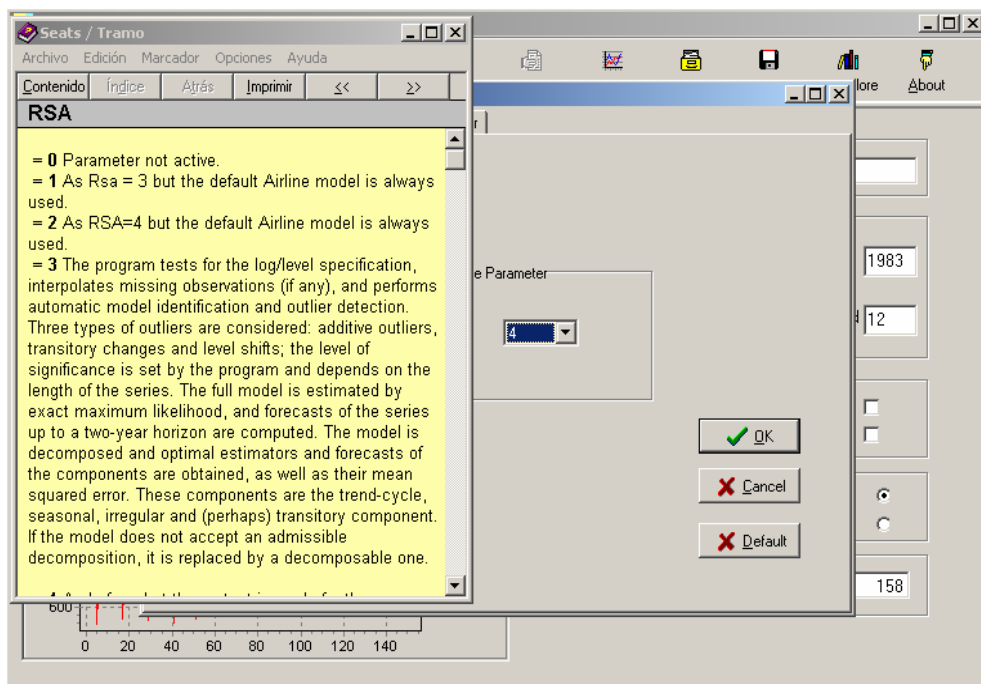 Seats / Tramo
Archivo Edición Marcador Opciones Ayuda
Contenido Índice Atrás Imprimir << >>
RSA
= 0 Parameter not active.
= 1 As Rsa = 3 but the default Airline model is always
used.
= 2 As RSA=4 but the default Airline model is always
used.
= 3 The program tests for the log/level specification,
interpolates missing observations (if any), and performs
automatic model identification and outlier detection.
Three types of outliers are considered: additive outliers,
transitory changes and level shifts; the level of
significance is set by the program and depends on the
length of the series. The full model is estimated by
exact maximum likelihood, and forecasts of the series
up to a two-year horizon are computed. The model is
decomposed and optimal estimators and forecasts of
the components are obtained, as well as their mean
squared error. These components are the trend-cycle,
seasonal, irregular and (perhaps) transitory component.
If the model does not accept an admissible
decomposition, it is replaced by a decomposable one.
About
e Parameter
4
OK
Cancel
Default
1983
12
158
600
0 20 40 60 80 100 120 140